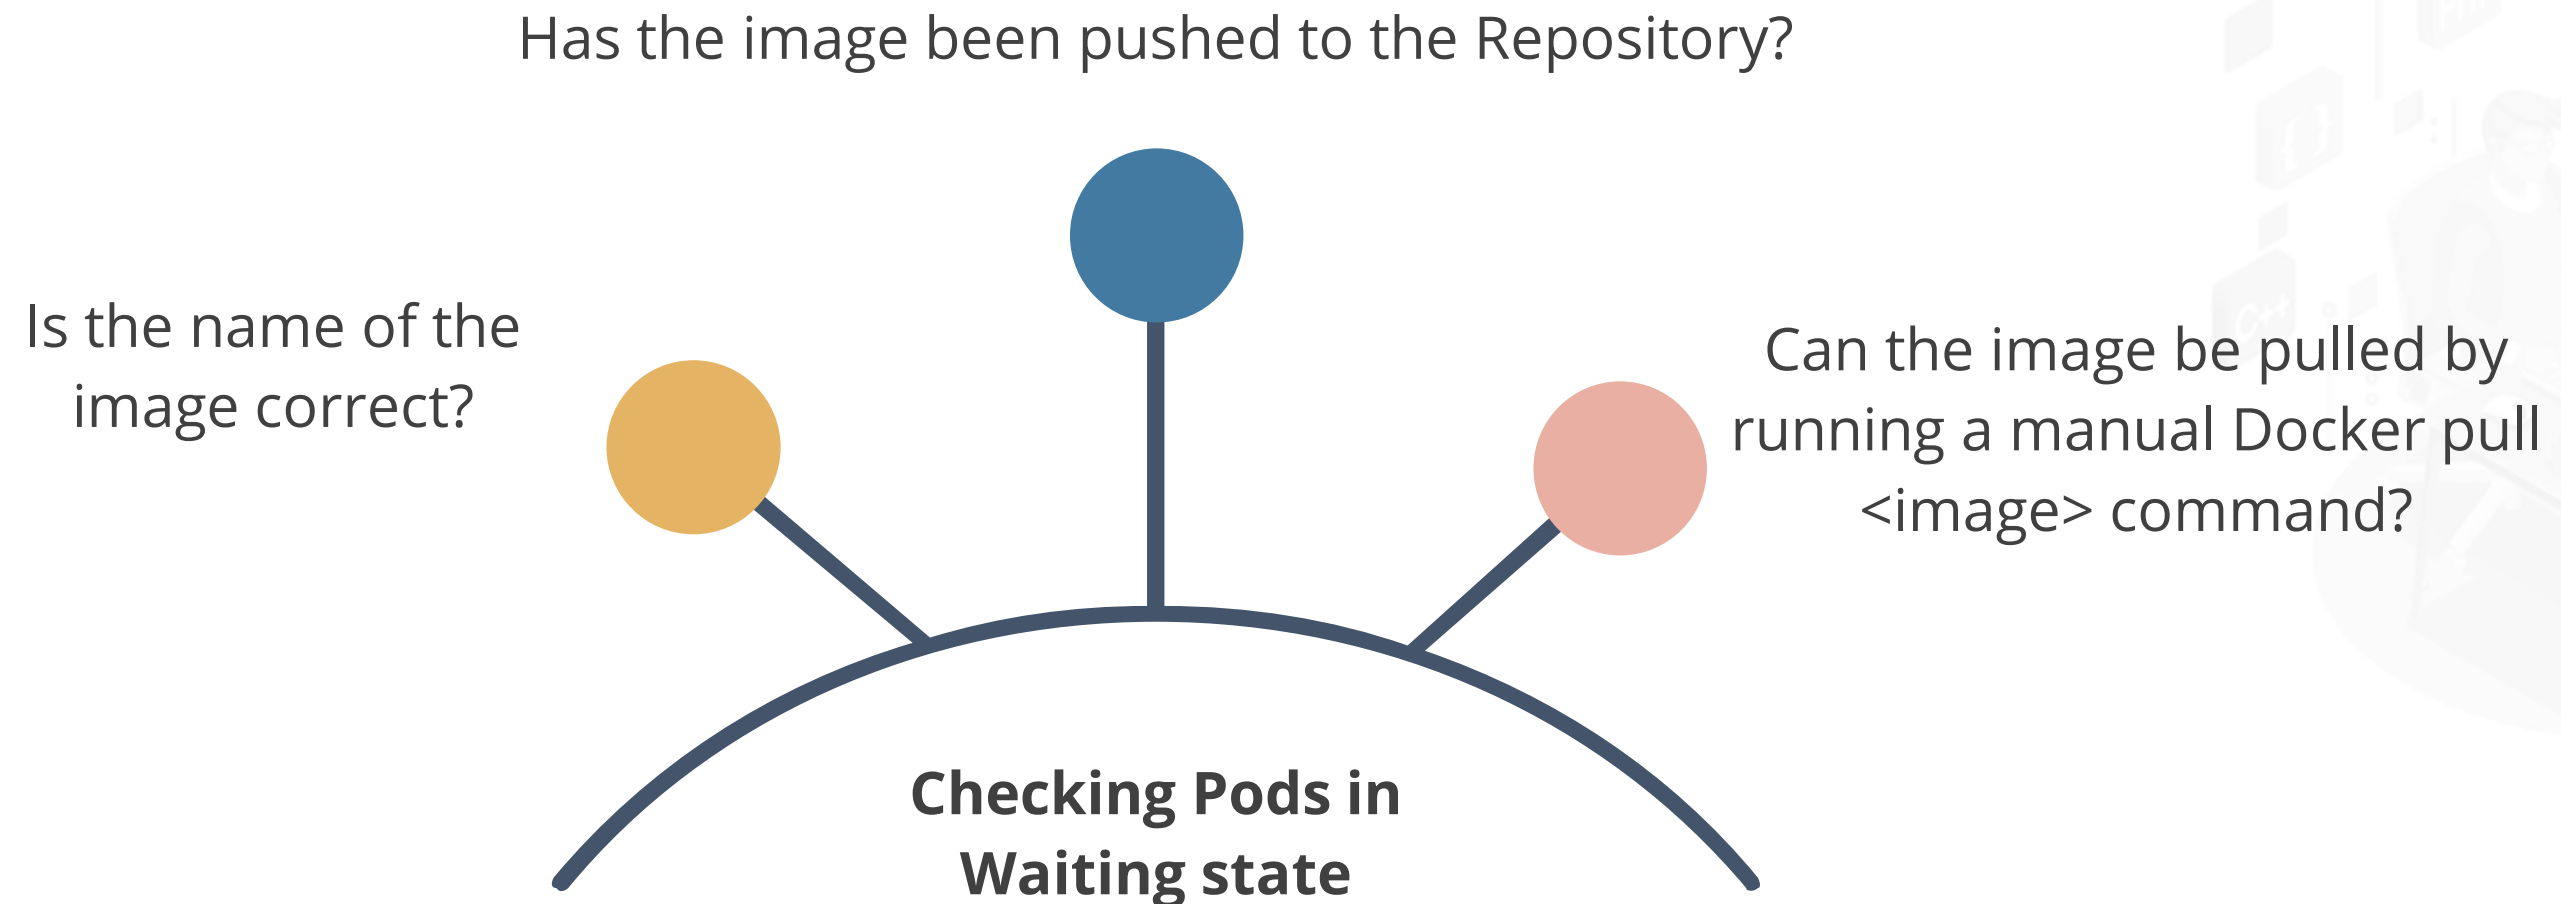 Has the image been pushed to the Repository?
Is the name of the
image correct?
Can the image be pulled by
running a manual Docker pull
<image> command?
Checking Pods in
Waiting state
{ }
C++